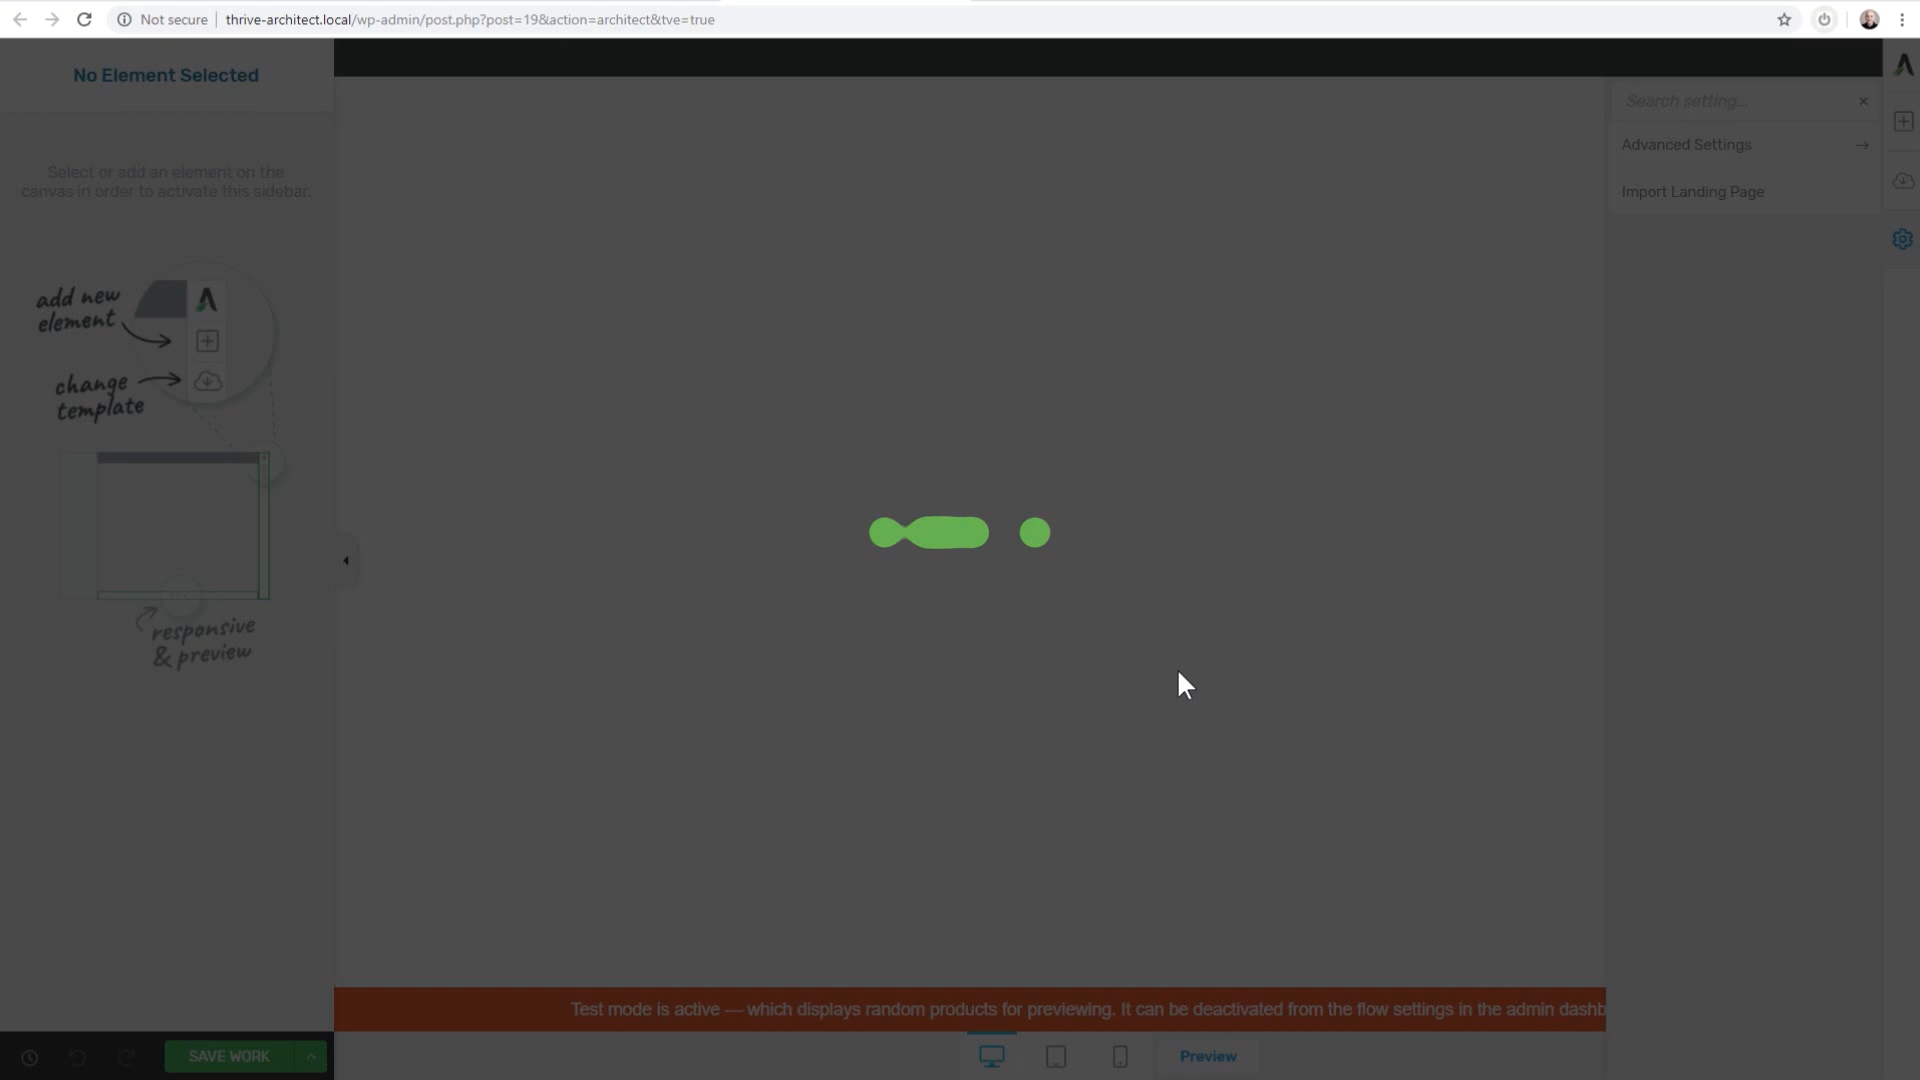 Not secure
thrive-architect.local/wp-admin/post.php?post=19&action=architect&tve=true
No Element Selected
Select or add an element on the
canvas in order to activate this sidebar.
add new
element
change
template
responsive
& preview
Search setting...
Advanced Settings
Import Landing Page
Test mode is active — which displays random products for previewing. It can be deactivated from the flow settings in the admin dashb
SAVE WORK
Preview